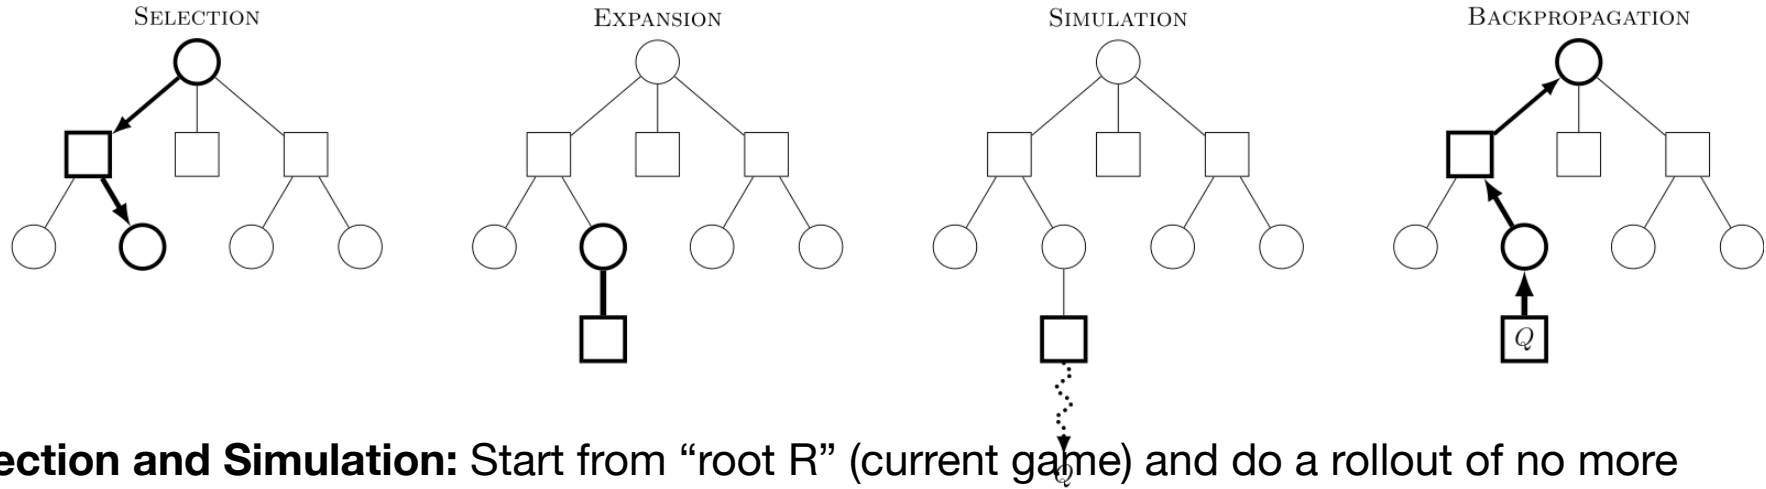 SELECTION EXPANSION SIMULATION BACKPROPAGATION
Q
Q
ection and Simulation: Start from “root R” (current game) and do a rollout of no more